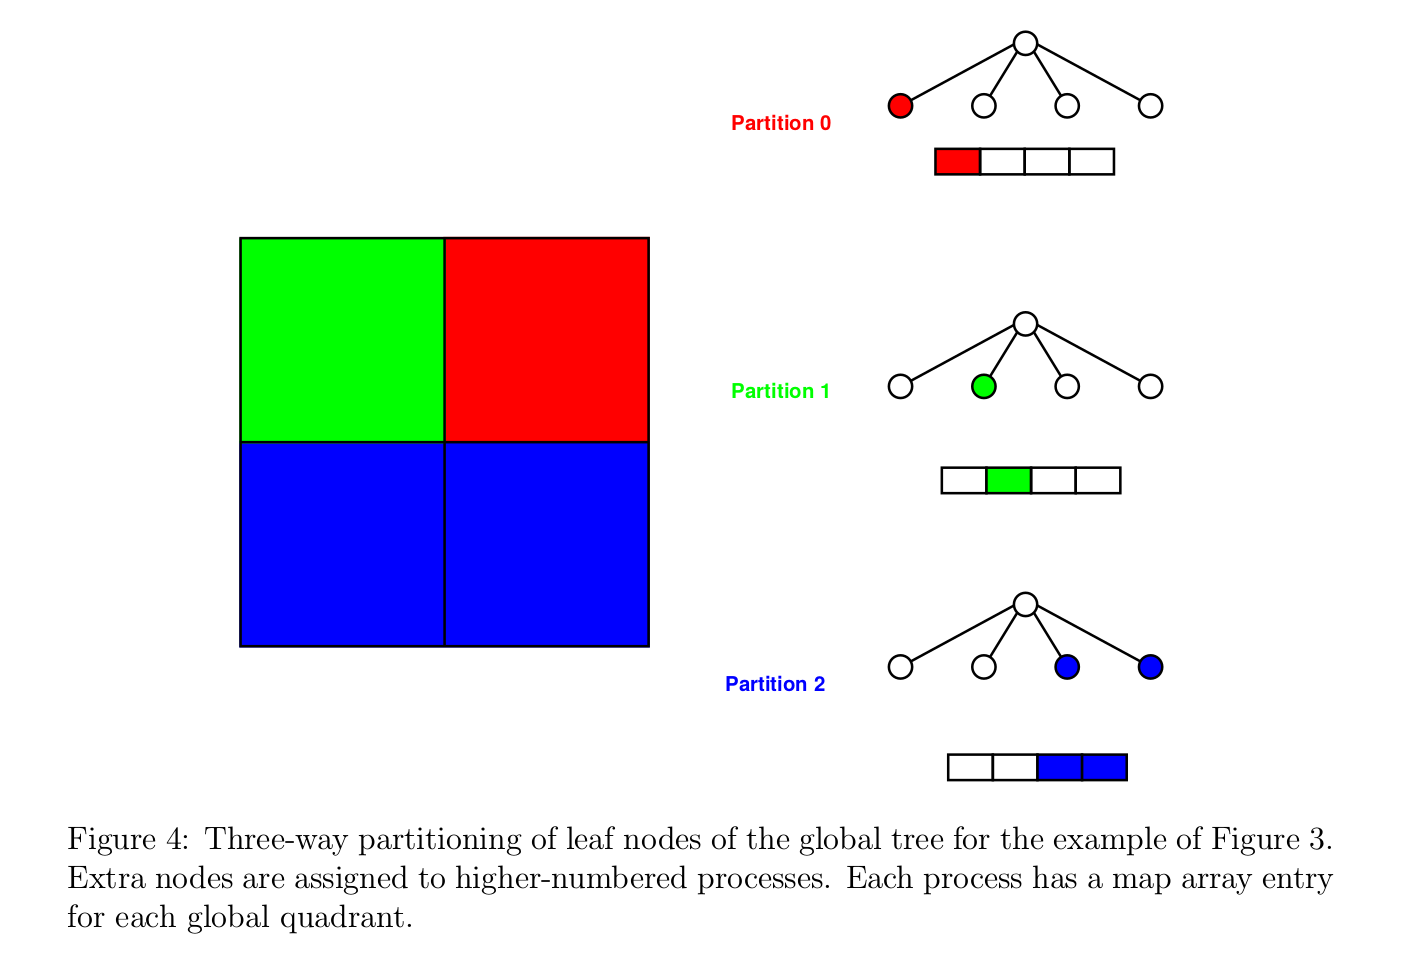 Partition 0
Partition 1
Partition 2
Figure 4: Three-way partitioning of leaf nodes of the global tree for the example of Figure 3.
Extra nodes are assigned to higher-numbered processes. Each process has a map array entry
for each global quadrant.